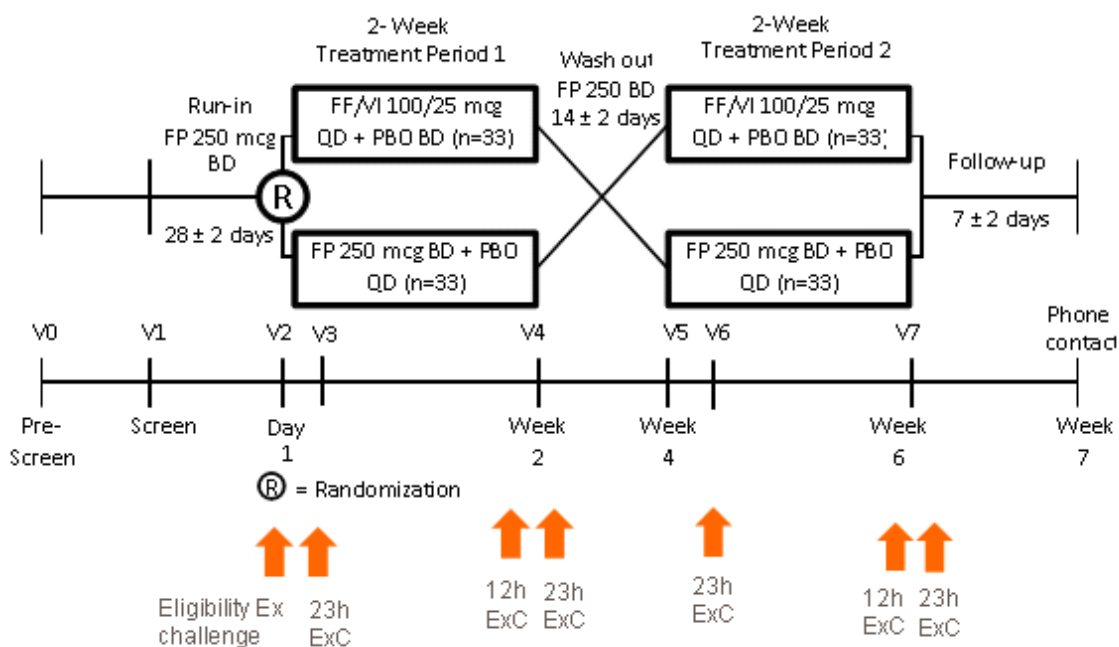 2- Week
Treatment Period 1
2-Week
Treatment Period 2
Wash out
FP 250 BD
14 ± 2 days
Run-in
FP 250 mcg
BD
28 ± 2 days
R
FF/VI 100/25 mcg
QD + PBO BD (n=33)
FP 250 mcg BD + PBO
QD (n=33)
FF/VI 100/25 mcg
QD + PBO BD (n=33)
FP 250 mcg BD + PBO
QD (n=33)
Follow-up
7 ± 2 days
V0
V1
V2
V3
V4
V5
V6
V7
Phone
contact
Pre-
Screen
Screen
Day
1
Week
2
Week
4
Week
6
Week
7
R = Randomization
Eligibility Ex
challenge
23h
ExC
12h
ExC
23h
ExC
23h
ExC
12h
ExC
23h
ExC